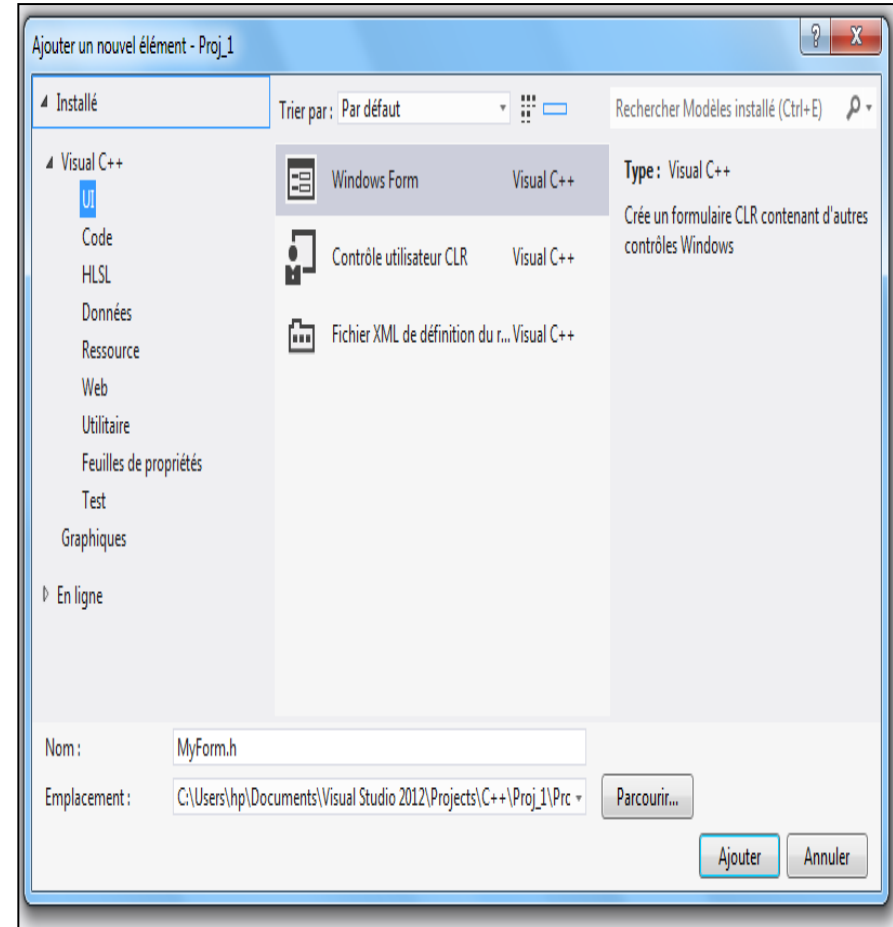 Ajouter un nouvel élément - Proj_1
Installé
Trier par : Par défaut
Rechercher Modèles installé (Ctrl+E)
Visual C++
UI
Code
HLSL
Données
Ressource
Web
Utilitaire
Feuilles de propriétés
Test
Graphiques
En ligne
Windows Form Visual C++
Contrôle utilisateur CLR Visual C++
Fichier XML de définition du r... Visual C++
Type : Visual C++
Crée un formulaire CLR contenant d'autres
contrôles Windows
Nom : MyForm.h
Emplacement : C:\Users\hp\Documents\Visual Studio 2012\Projects\C++\Proj_1\Prc
Parcourir...
Ajouter Annuler